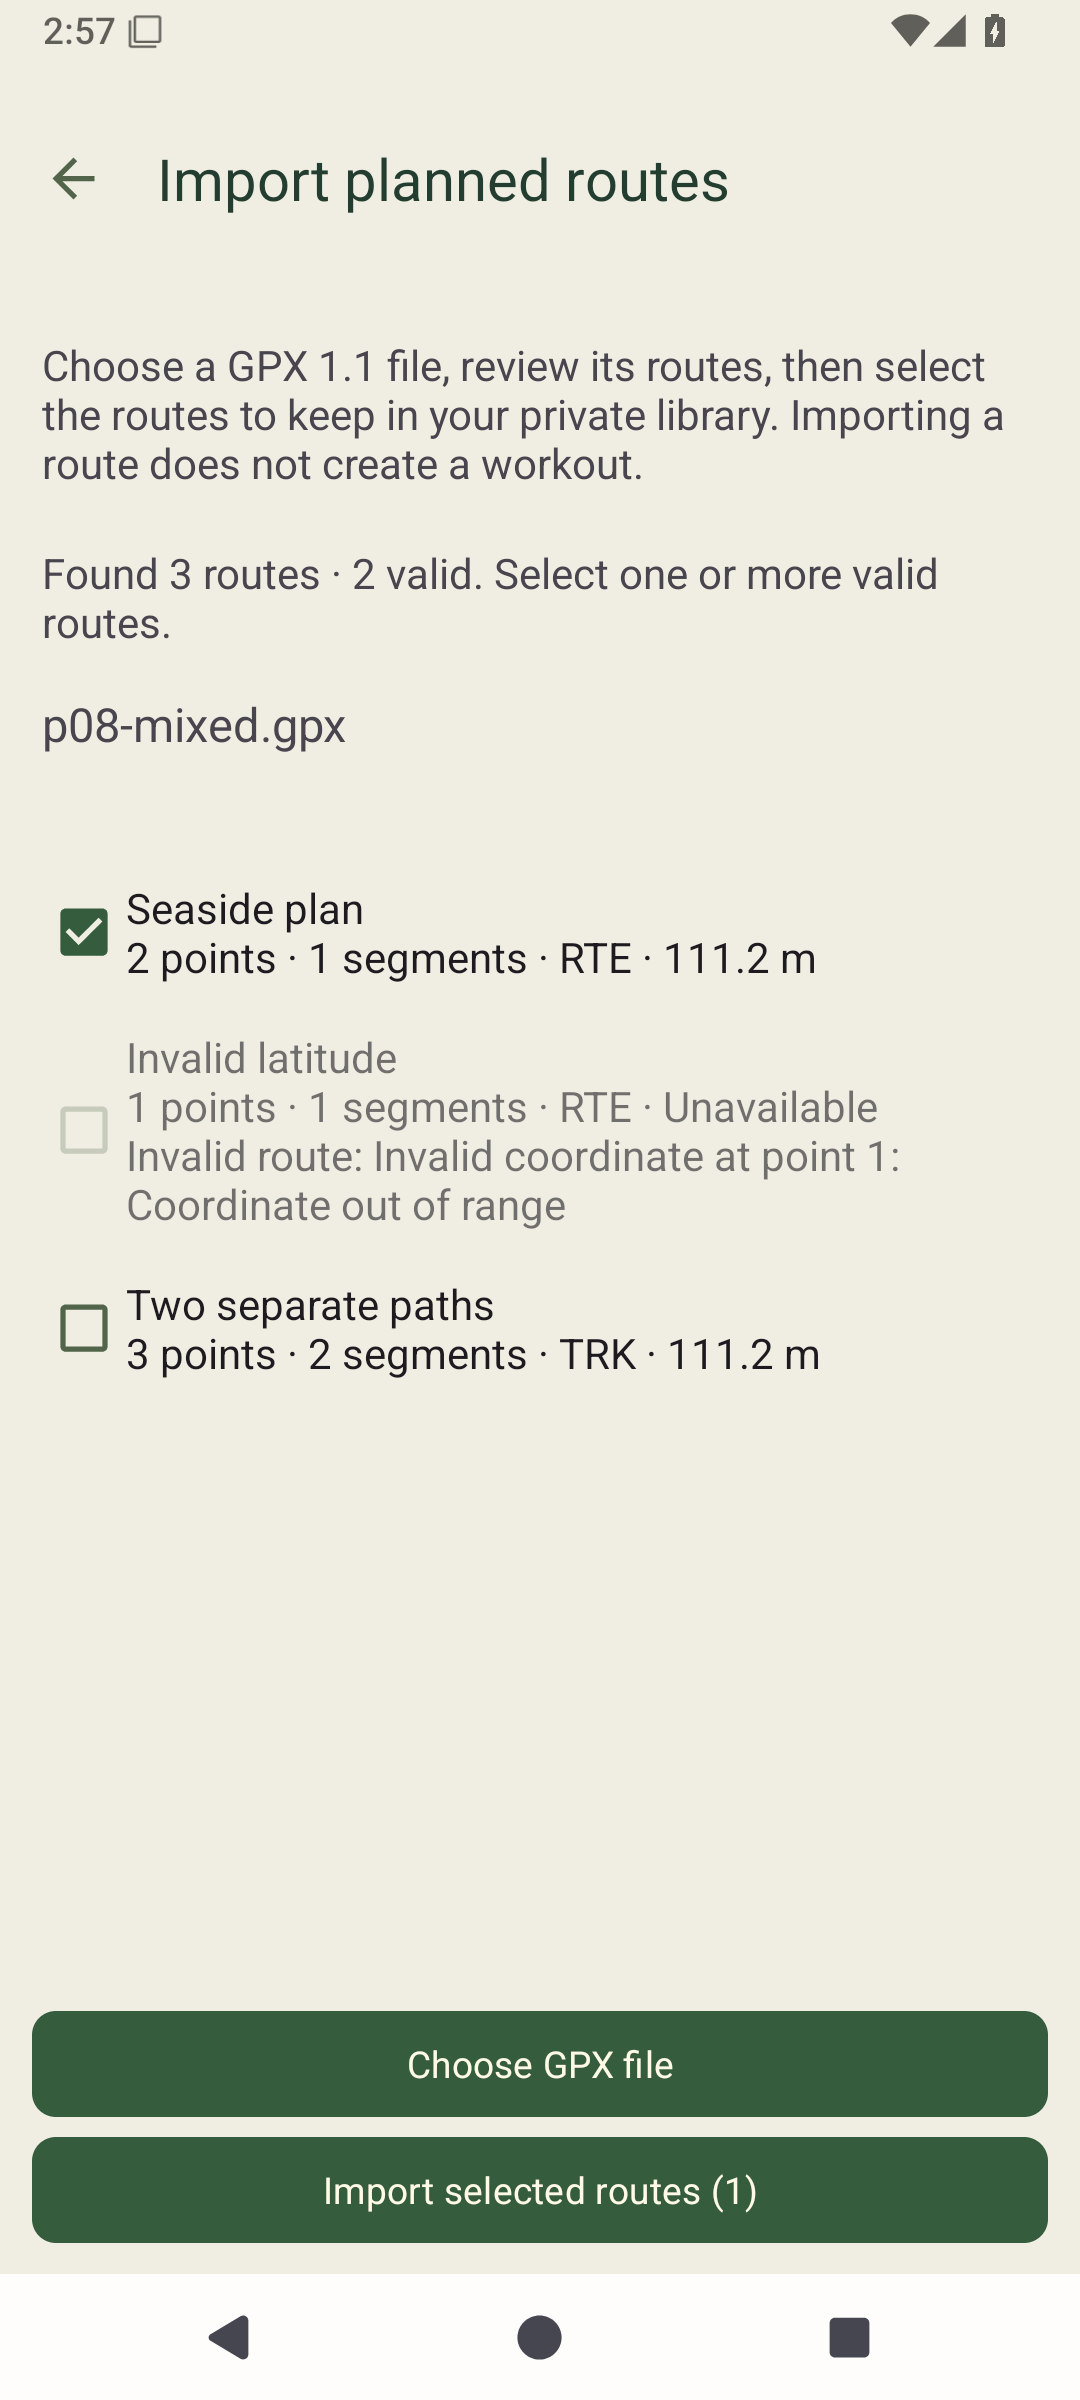 2:57
Import planned routes
Choose a GPX 1.1 file, review its routes, then select
the routes to keep in your private library. Importing a
route does not create a workout.
Found 3 routes · 2 valid. Select one or more valid
routes.
p08-mixed.gpx
Seaside plan
2 points · 1 segments · RTE · 111.2 m
Invalid latitude
1 points · 1 segments · RTE · Unavailable
Invalid route: Invalid coordinate at point 1:
Coordinate out of range
Two separate paths
3 points · 2 segments · TRK · 111.2 m
Choose GPX file
Import selected routes (1)